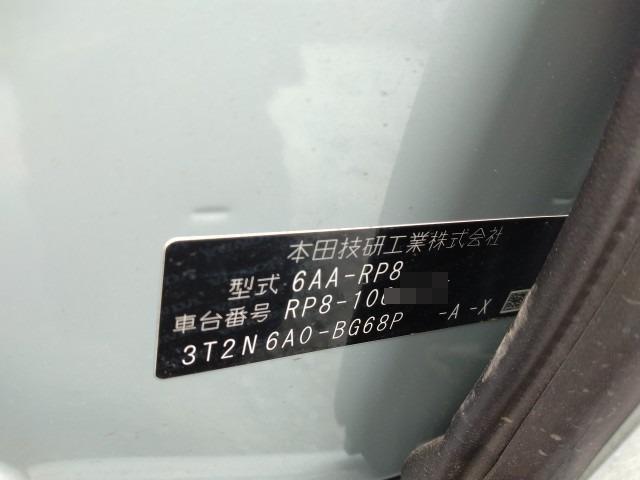 本田技研工業株式会社
型式 6AA-RP8
車台番号 RP8-100
3T2N6A0-BG68P -A -X